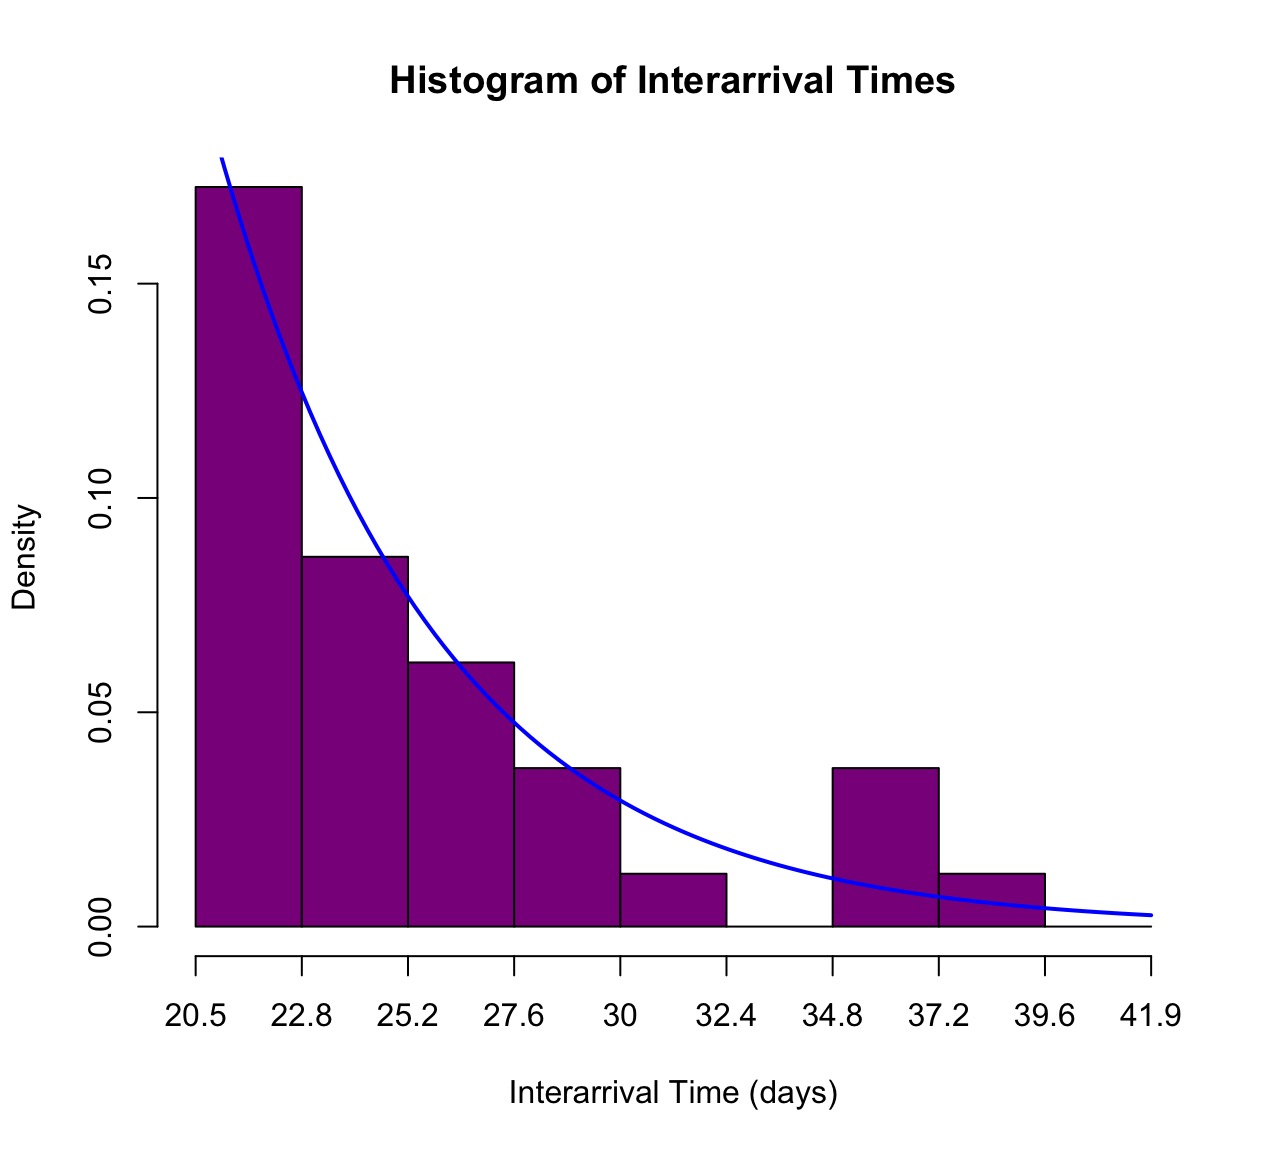 Histogram of Interarrival Times
Density
0.15
0.10
0.05
0.00
20.5 22.8 25.2 27.6 30 32.4 34.8 37.2 39.6 41.9
Interarrival Time (days)